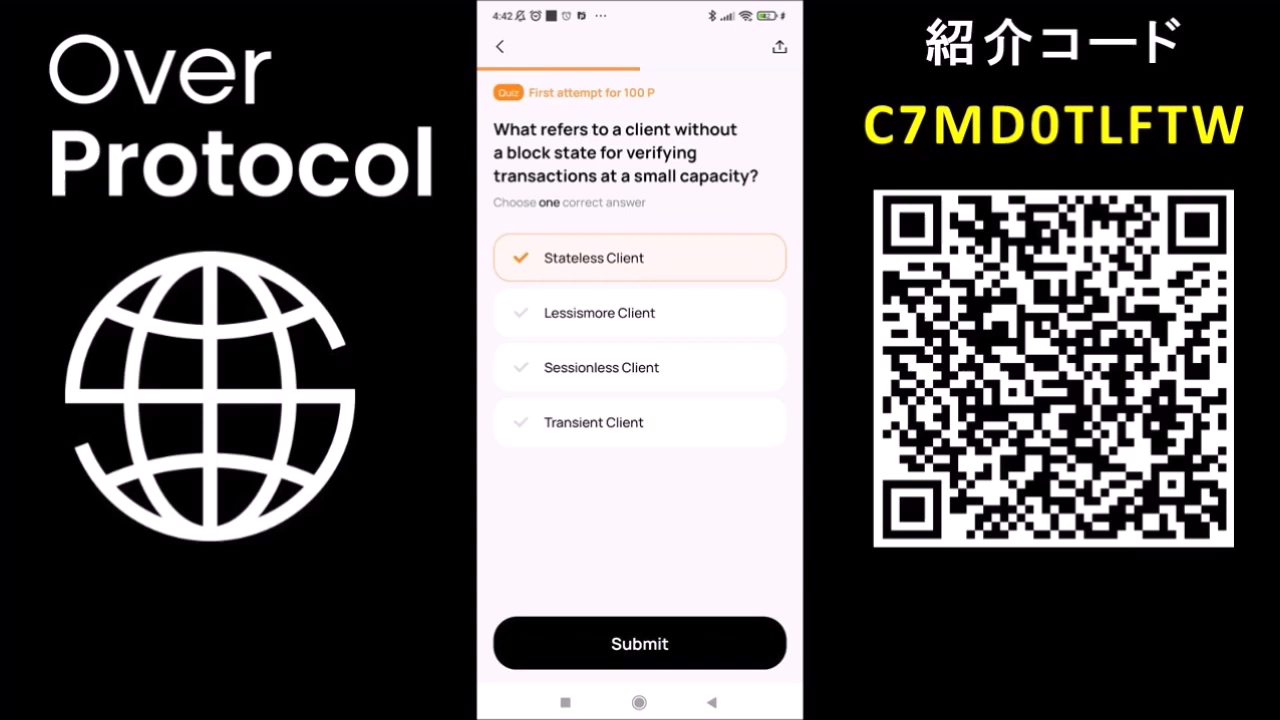 Over
Protocol
4:42
Quiz First attempt for 100 P
What refers to a client without
a block state for verifying
transactions at a small capacity?
Choose one correct answer
Stateless Client
Lessismore Client
Sessionless Client
Transient Client
Submit
紹介コード
C7MD0TLFTW